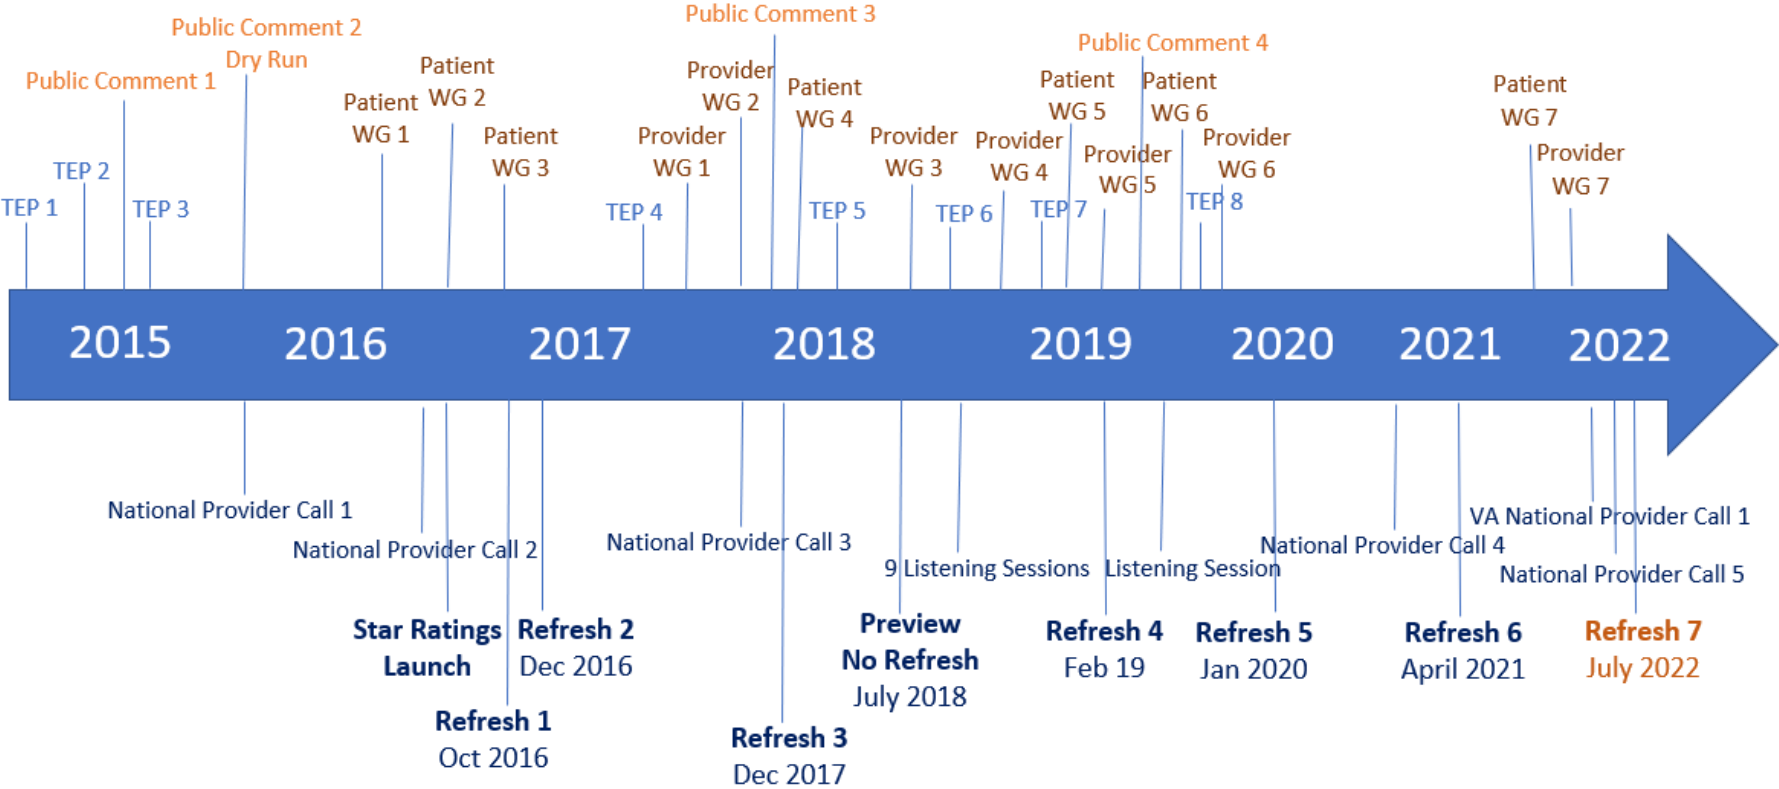 Public Comment 3
Public Comment 2
Dry Run
Public Comment 4
Public Comment 1
Patient
WG 1
Patient
WG 2
Patient
WG 3
Provider
WG 1
Provider
WG 2
Patient
WG 4
Provider
WG 3
Provider
WG 4
Patient
WG 5
Provider
WG 5
Patient
WG 6
Provider
WG 6
Patient
WG 7
Provider
WG 7
TEP 1
TEP 2
TEP 3
TEP 4
TEP 5
TEP 6
TEP 7
TEP 8
2015
2016
2017
2018
2019
2020
2021
2022
National Provider Call 1
National Provider Call 2
National Provider Call 3
9 Listening Sessions
Listening Session
National Provider Call 4
VA National Provider Call 1
National Provider Call 5
Star Ratings
Launch
Refresh 1
Oct 2016
Refresh 2
Dec 2016
Refresh 3
Dec 2017
Preview
No Refresh
July 2018
Refresh 4
Feb 19
Refresh 5
Jan 2020
Refresh 6
April 2021
Refresh 7
July 2022